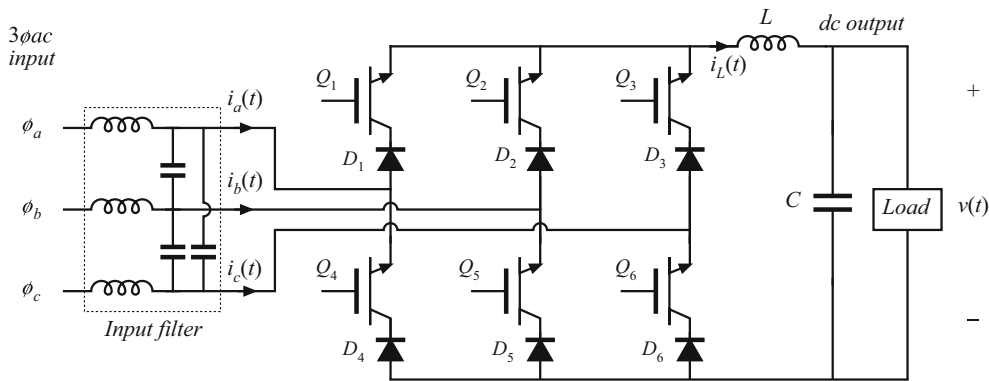 3ϕac
input
ϕa
ϕb
ϕc
Input filter
ia(t)
ib(t)
ic(t)
Q1
Q2
Q3
D1
D2
D3
Q4
Q5
Q6
D4
D5
D6
iL(t)
L
dc output
C
Load
+
v(t)
–